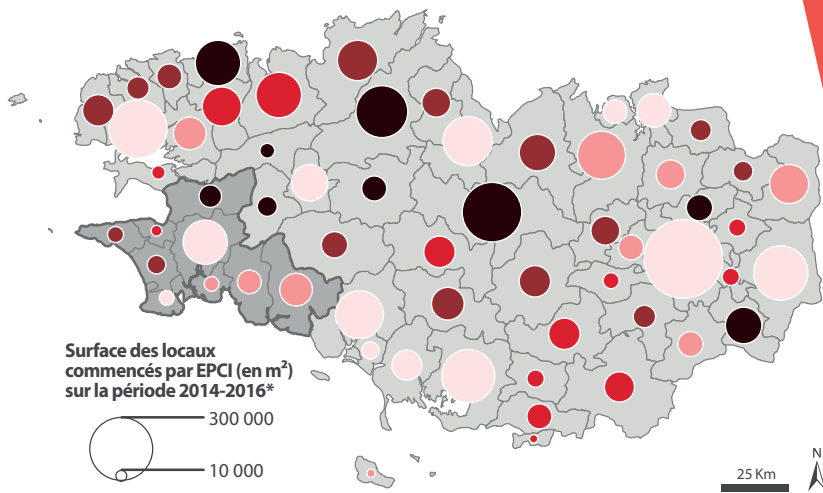 Surface des locaux
commencés par EPCI (en m²)
sur la période 2014-2016*
300 000
10 000
25 Km
N